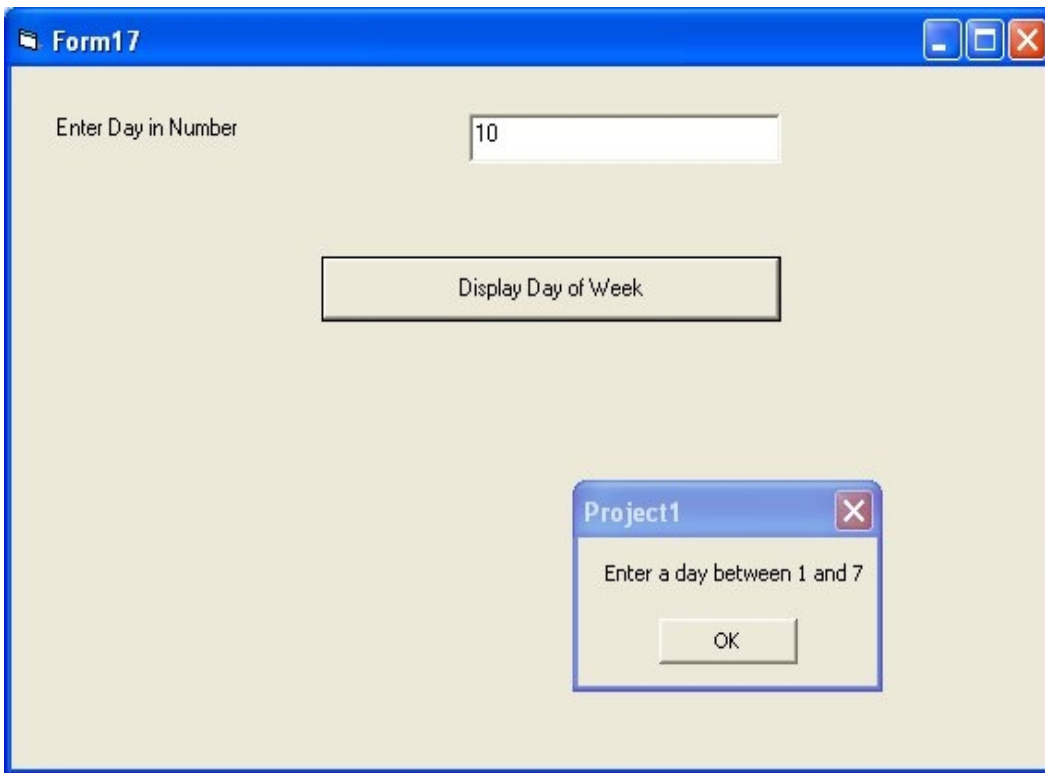 Form17
Enter Day in Number
10
Display Day of Week
Project1
Enter a day between 1 and 7
OK